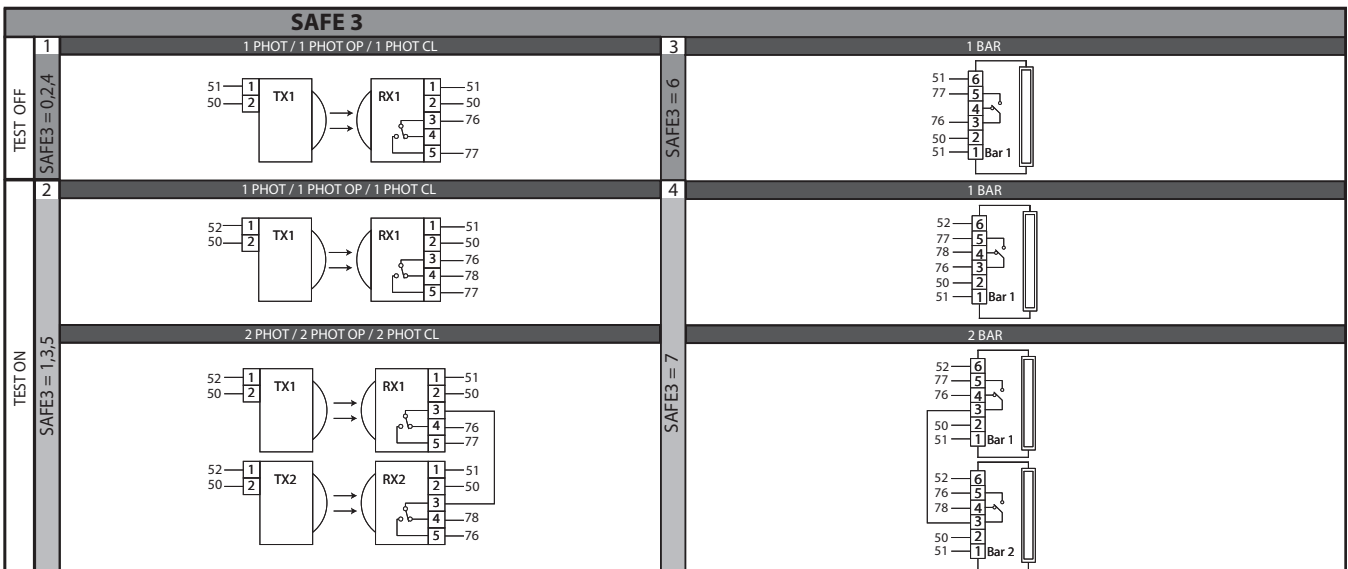 SAFE 3
TEST OFF
1
SAFE3 = 0,2,4
1 PHOT / 1 PHOT OP / 1 PHOT CL
51 1 TX1 RX1 1 51
50 2 2 50
3 76
4
5 77
3
SAFE3 = 6
1 BAR
51 6
77 5
4
76 3
50 2
51 1 Bar 1
TEST ON
2
SAFE3 = 1,3,5
1 PHOT / 1 PHOT OP / 1 PHOT CL
52 1 TX1 RX1 1 51
50 2 2 50
3 76
4 78
5 77
2 PHOT / 2 PHOT OP / 2 PHOT CL
52 1 TX1 RX1 1 51
50 2 2 50
3
4 76
5 77
52 1 TX2 RX2 1 51
50 2 2 50
3
4 78
5 76
4
SAFE3 = 7
1 BAR
52 6
77 5
78 4
76 3
50 2
51 1 Bar 1
2 BAR
52 6
77 5
76 4
3
50 2
51 1 Bar 1
52 6
76 5
78 4
3
50 2
51 1 Bar 2